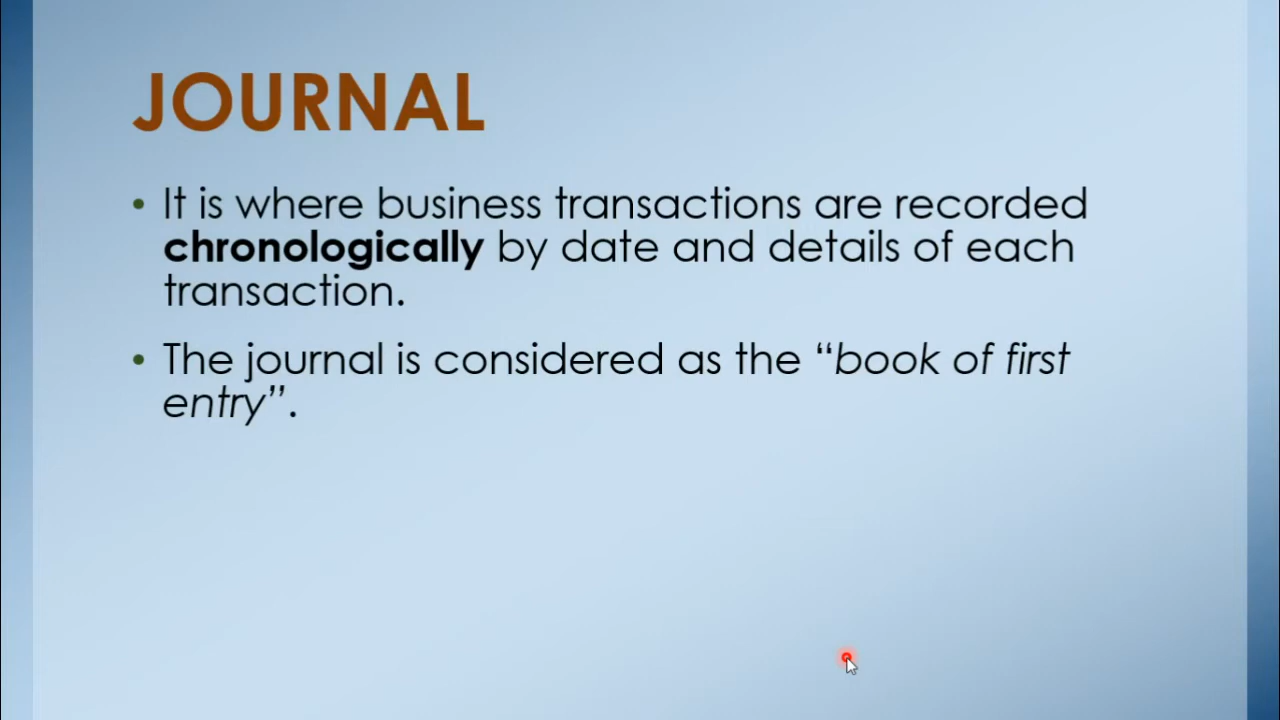 JOURNAL
• It is where business transactions are recorded
chronologically by date and details of each
transaction.
• The journal is considered as the “book of first
entry”.